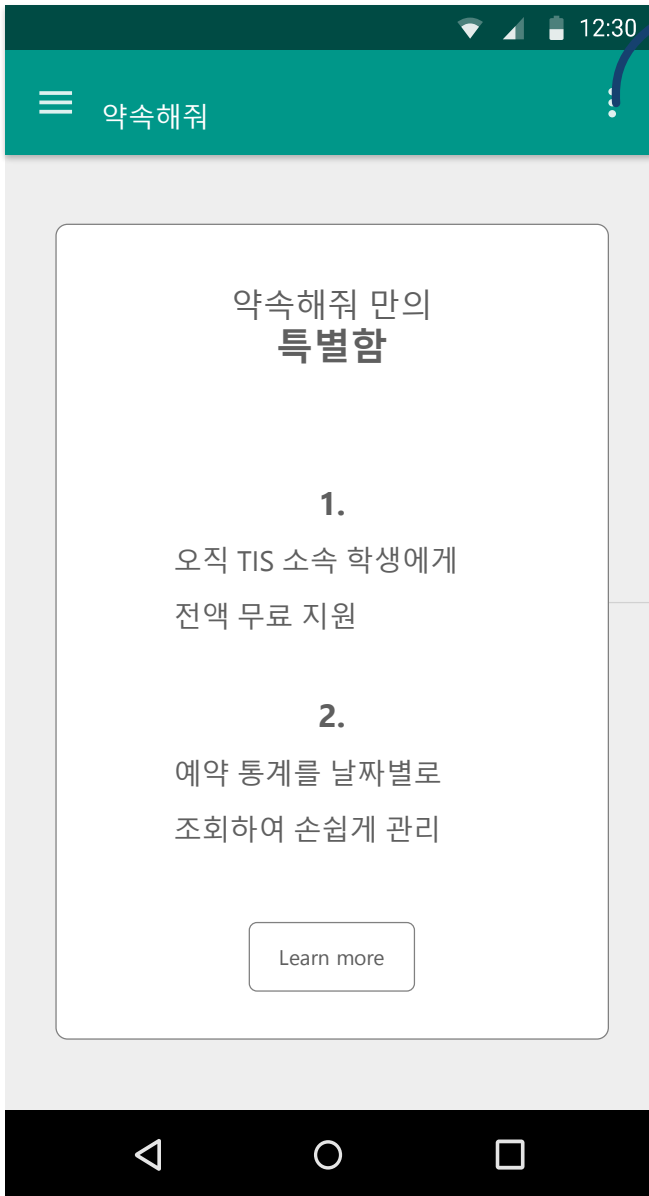 12:30
약속해줘
약속해줘 만의
특별함
1.
오직 TIS 소속 학생에게
전액 무료 지원
2.
예약 통계를 날짜별로
조회하여 손쉽게 관리
Learn more